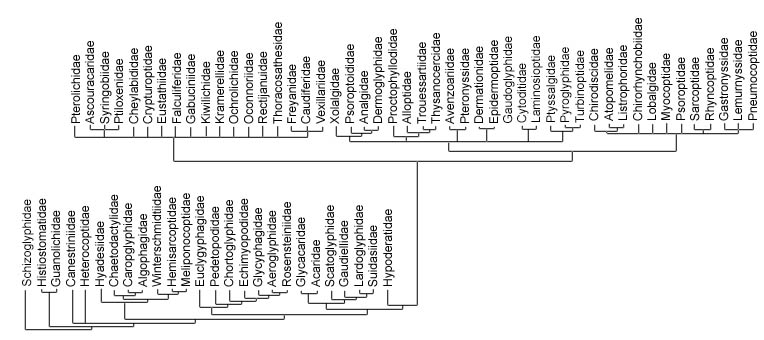 Pterolichidae
Ascouracaridae
Syringobiidae
Ptiloxenidae
Cheylabididae
Crypturoptidae
Eustathiidae
Falculiferidae
Gabuciniidae
Kiwilichidae
Kramerellidae
Ochrolichidae
Oconnoriidae
Rectijanuidae
Thoracosathesidae
Freyanidae
Caudiferidae
Vexillariidae
Xolalgidae
Psoroptoididae
Analgidae
Dermoglyphidae
Proctophyllodidae
Alloptidae
Trouessartiidae
Thysanocercidae
Avenzoariidae
Pteronyssidae
Dermationidae
Epidermoptidae
Gaudoglyphidae
Cytoditidae
Laminosioptidae
Ptyssalgidae
Pyroglyphidae
Turbinoptidae
Chirodiscidae
Atopomelidae
Listrophoridae
Chirorhynchobiidae
Lobalgidae
Myocoptidae
Psoroptidae
Sarcoptidae
Rhyncoptidae
Gastronyssidae
Lemurnyssidae
Pneumocoptidae
Schizoglyphidae
Histiostomatidae
Guanolichidae
Canestriniidae
Heterocoptidae
Hyadesiidae
Chaetodactylidae
Caropglyphidae
Algophagidae
Winterschmidtiidae
Hemisarcoptidae
Meliponocoptidae
Euclyphagidae
Pedetopodidae
Chortoglyphidae
Echimyopodidae
Glycyphagidae
Aeroglyphidae
Rosensteiniidae
Glycacaridae
Acaridae
Scatoglyphidae
Gaudiellidae
Lardoglyphidae
Suidasiidae
Hypoderatidae